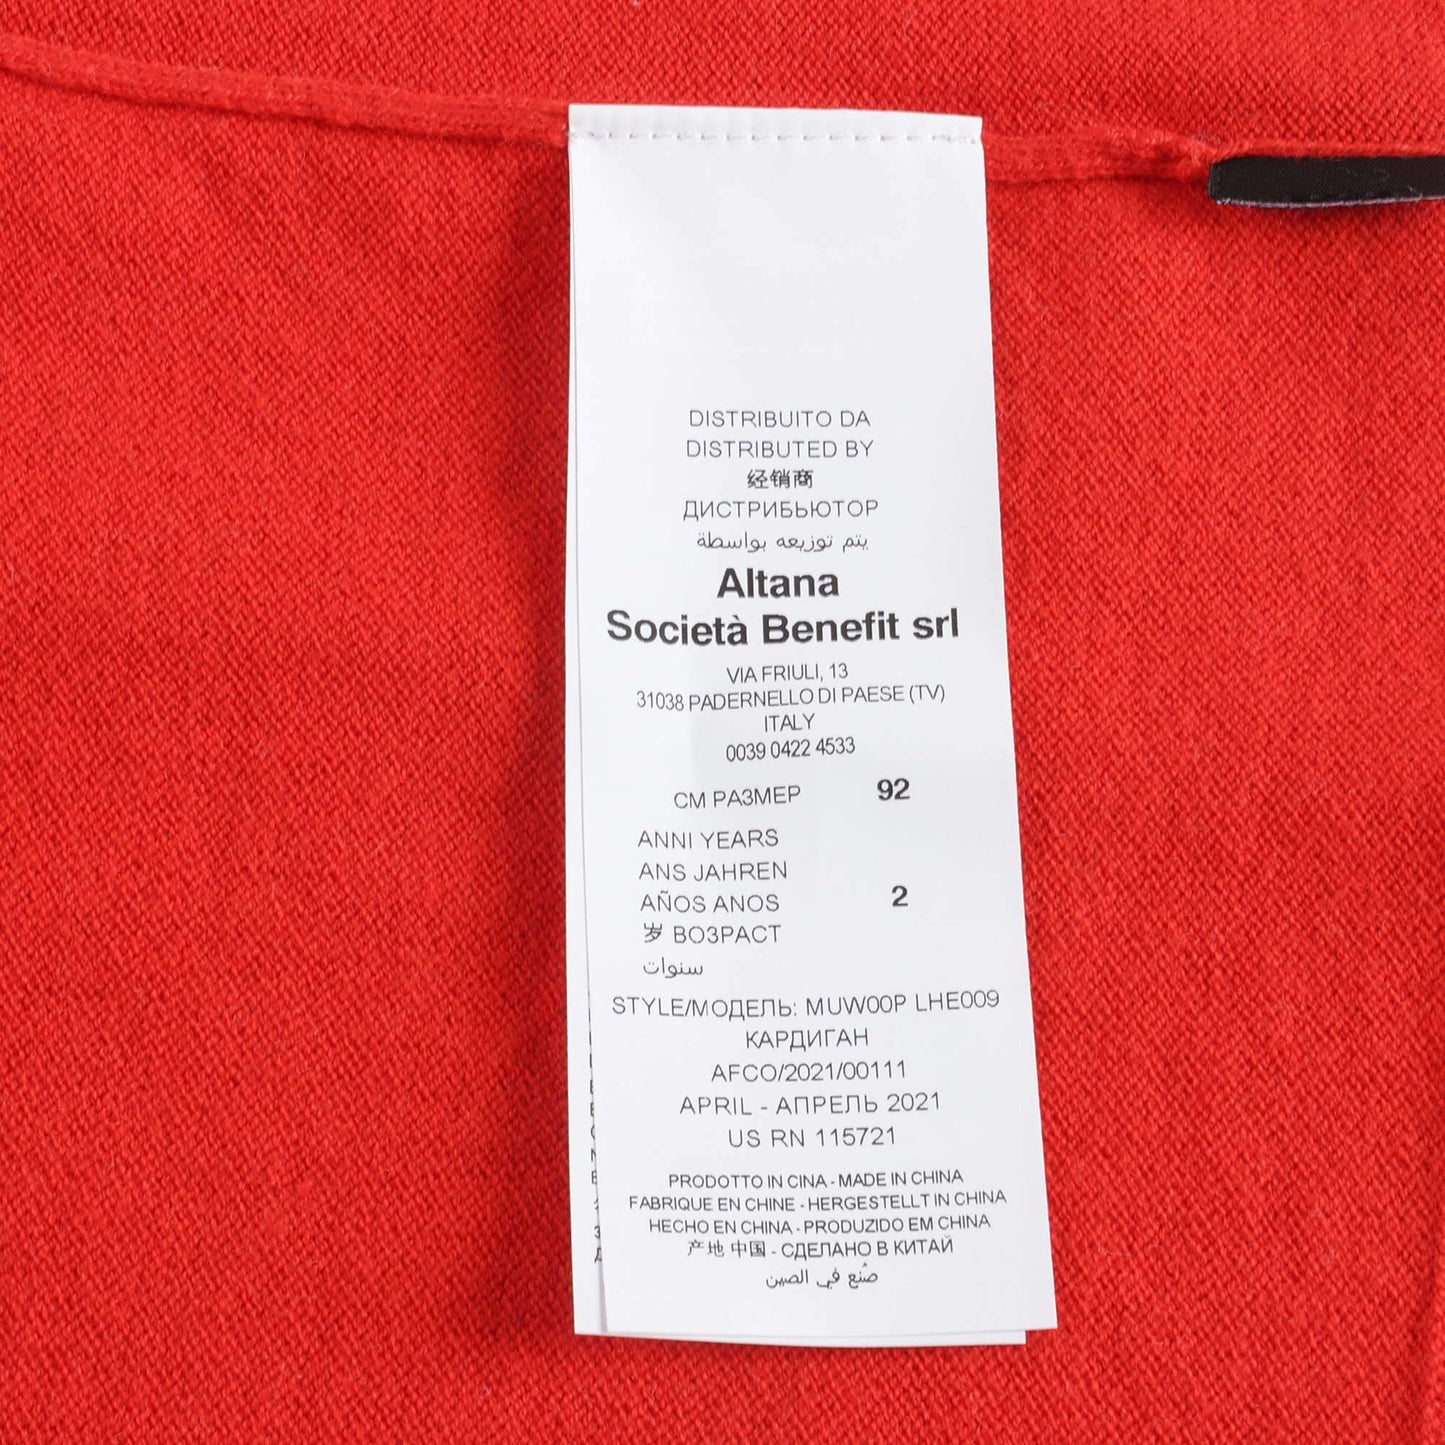 DISTRIBUITO DA
DISTRIBUTED BY
经销商
ДИСТРИБЬЮТОР
يتم توزيعه بواسطة
Altana
Società Benefit srl
VIA FRIULI, 13
31038 PADERNELLO DI PAESE (TV)
ITALY
0039 0422 4533
CM РАЗМЕР 92
ANNI YEARS
ANS JAHREN
AÑOS ANOS 2
岁 ВОЗРАСТ
سنوات
STYLE/МОДЕЛЬ: MUW00P LHE009
КАРДИГАН
AFCO/2021/00111
APRIL - АПРЕЛЬ 2021
US RN 115721
PRODOTTO IN CINA - MADE IN CHINA
FABRIQUE EN CHINE - HERGESTELLT IN CHINA
HECHO EN CHINA - PRODUZIDO EM CHINA
产地 中国 - СДЕЛАНО В КИТАЙ
صُنع في الصين